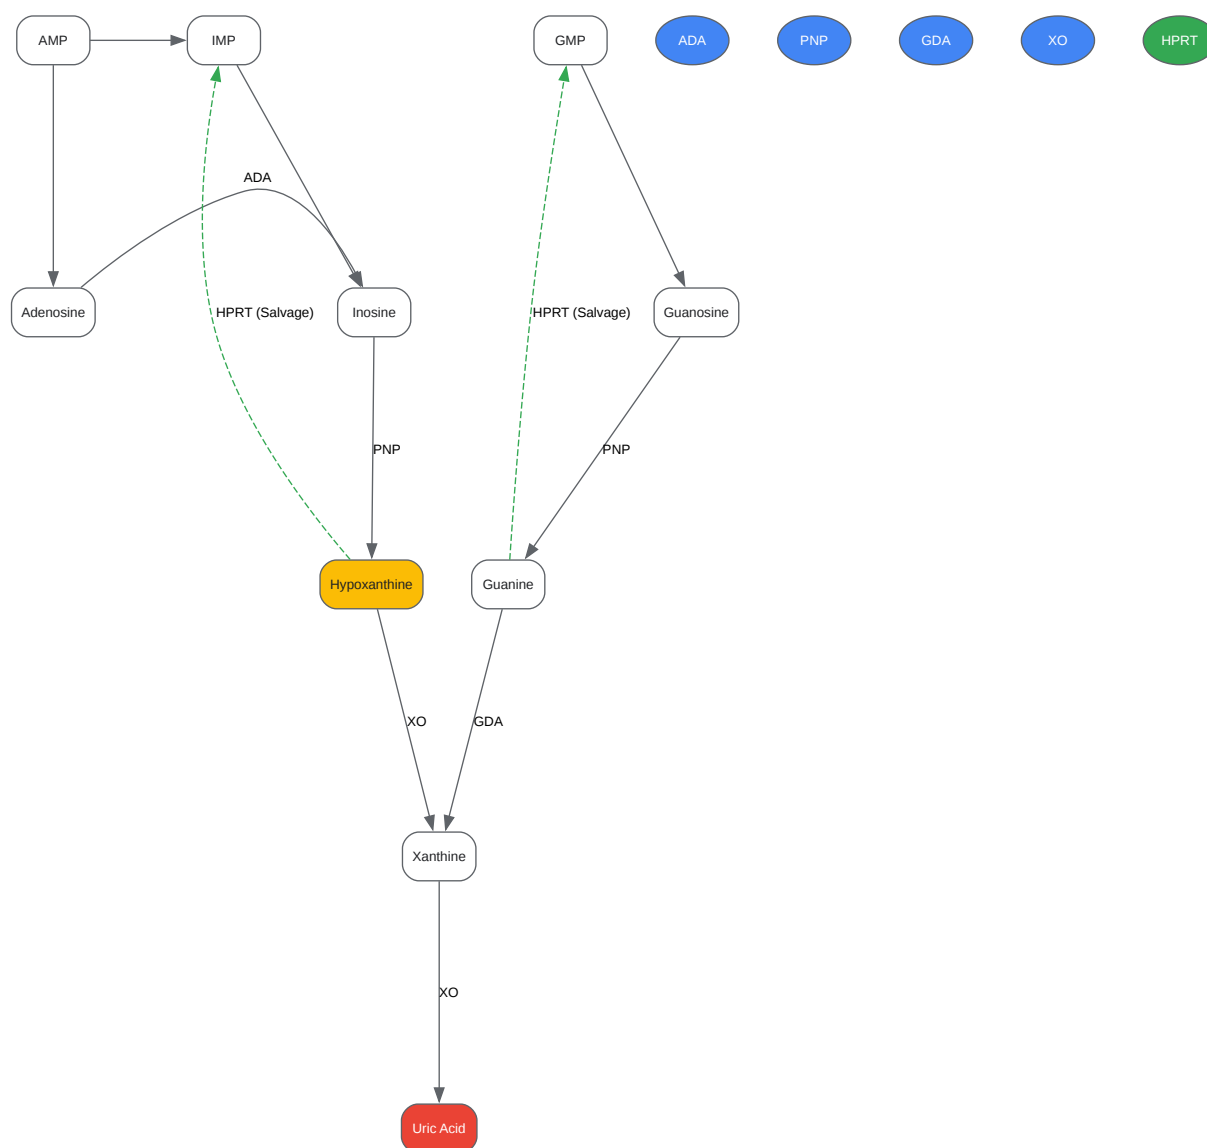 AMP
IMP
GMP
ADA
PNP
GDA
XO
HPRT
ADA
Adenosine
HPRT (Salvage)
Inosine
HPRT (Salvage)
Guanosine
PNP
PNP
Hypoxanthine
Guanine
XO
GDA
Xanthine
XO
Uric Acid